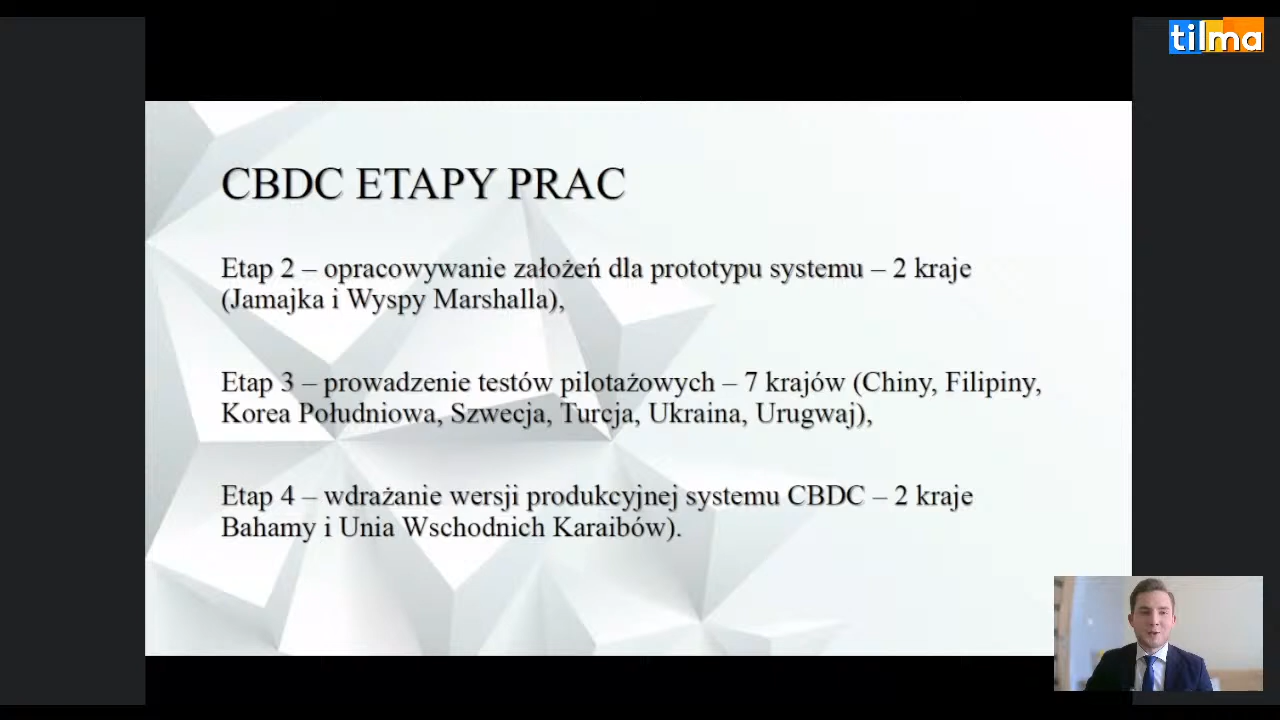 tilma
CBDC ETAPY PRAC
Etap 2 – opracowywanie założeń dla prototypu systemu – 2 kraje
(Jamajka i Wyspy Marshalla),
Etap 3 – prowadzenie testów pilotażowych – 7 krajów (Chiny, Filipiny,
Korea Południowa, Szwecja, Turcja, Ukraina, Urugwaj),
Etap 4 – wdrażanie wersji produkcyjnej systemu CBDC – 2 kraje
Bahamy i Unia Wschodnich Karaibów).